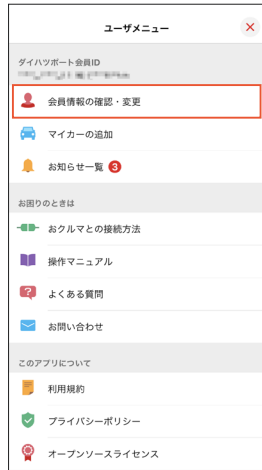 ユーザメニュー
ダイハツポート会員ID
会員情報の確認・変更
マイカーの追加
お知らせ一覧 3
お困りのときは
おクルマとの接続方法
操作マニュアル
よくある質問
お問い合わせ
このアプリについて
利用規約
プライバシーポリシー
オープンソースライセンス